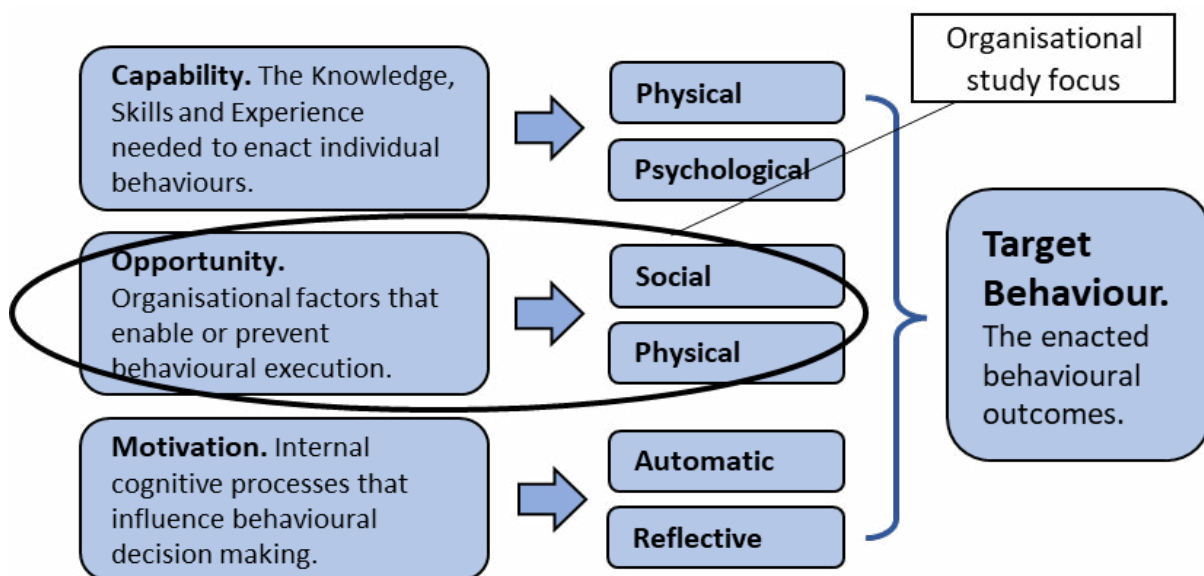 Organisational
study focus
Capability. The Knowledge,
Skills and Experience
needed to enact individual
behaviours.
Physical
Psychological
Opportunity.
Organisational factors that
enable or prevent
behavioural execution.
Social
Physical
Motivation. Internal
cognitive processes that
influence behavioural
decision making.
Automatic
Reflective
Target
Behaviour.
The enacted
behavioural
outcomes.